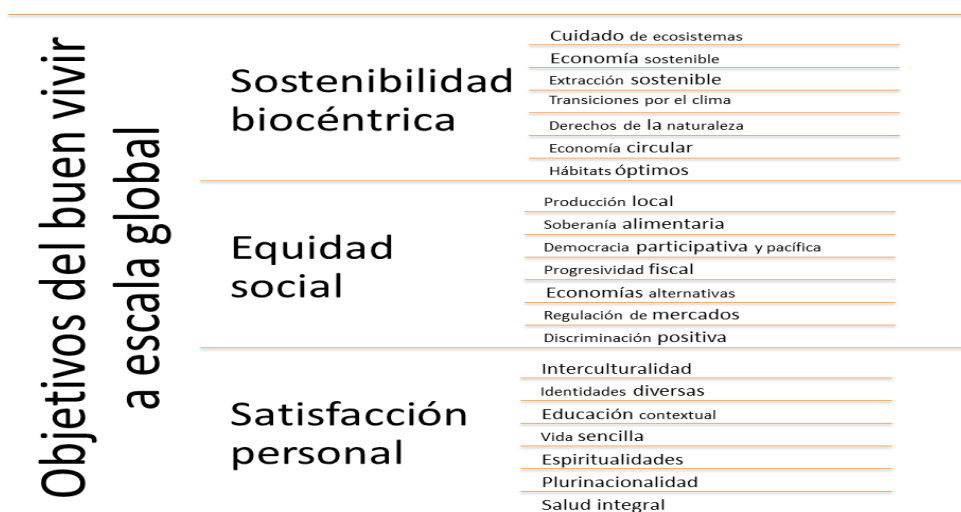 Objetivos del buen vivir
a escala global
Sostenibilidad
biocéntrica
Cuidado de ecosistemas
Economía sostenible
Extracción sostenible
Transiciones por el clima
Derechos de la naturaleza
Economía circular
Hábitats óptimos
Equidad
social
Producción local
Soberanía alimentaria
Democracia participativa y pacífica
Progresividad fiscal
Economías alternativas
Regulación de mercados
Discriminación positiva
Satisfacción
personal
Interculturalidad
Identidades diversas
Educación contextual
Vida sencilla
Espiritualidades
Plurinacionalidad
Salud integral